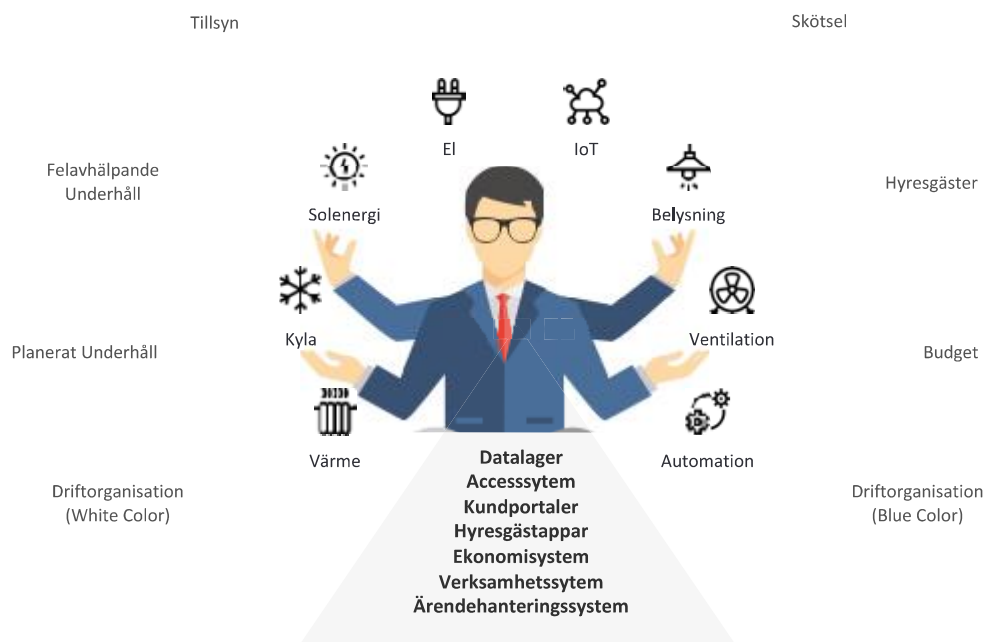 Tillsyn
Skötsel
El
IoT
Felavhälpande
Underhåll
Hyresgäster
Solenergi
Belysning
Kyla
Ventilation
Planerat Underhåll
Budget
Värme
Automation
Datalager
Accesssytem
Kundportaler
Hyresgästappar
Ekonomisystem
Verksamhetssytem
Ärendehanteringssystem
Driftorganisation
(White Color)
Driftorganisation
(Blue Color)